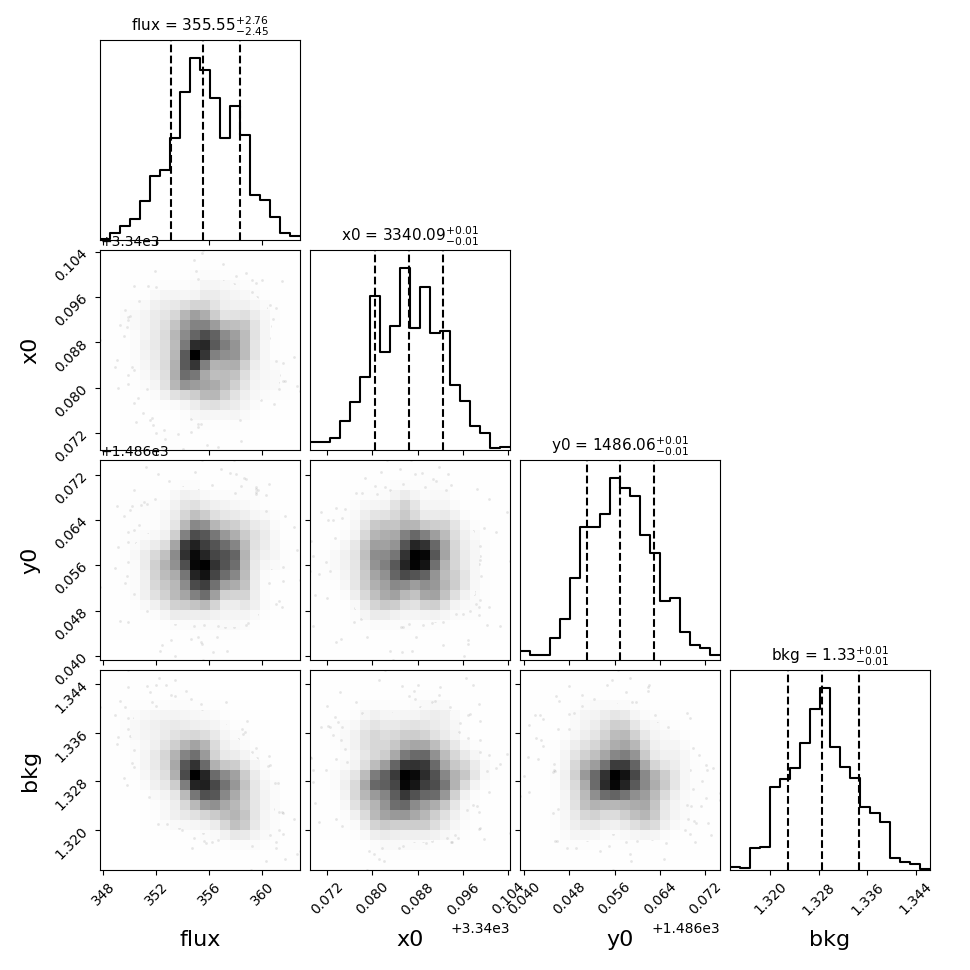 flux = 355.55+2.76−2.45
+3.34e3
x0 = 3340.09+0.01−0.01
0.104
0.096
0.088
0.080
0.072
x0
+1.486e3
y0 = 1486.06+0.01−0.01
0.072
0.064
0.056
0.048
0.040
y0
bkg = 1.33+0.01−0.01
1.344
1.336
1.328
1.320
bkg
348 352 356 360 0.072 0.080 0.088 0.096 0.104 0.040 0.048 0.056 0.064 0.072 1.320 1.328 1.336 1.344
+3.34e3 +1.486e3
flux x0 y0 bkg